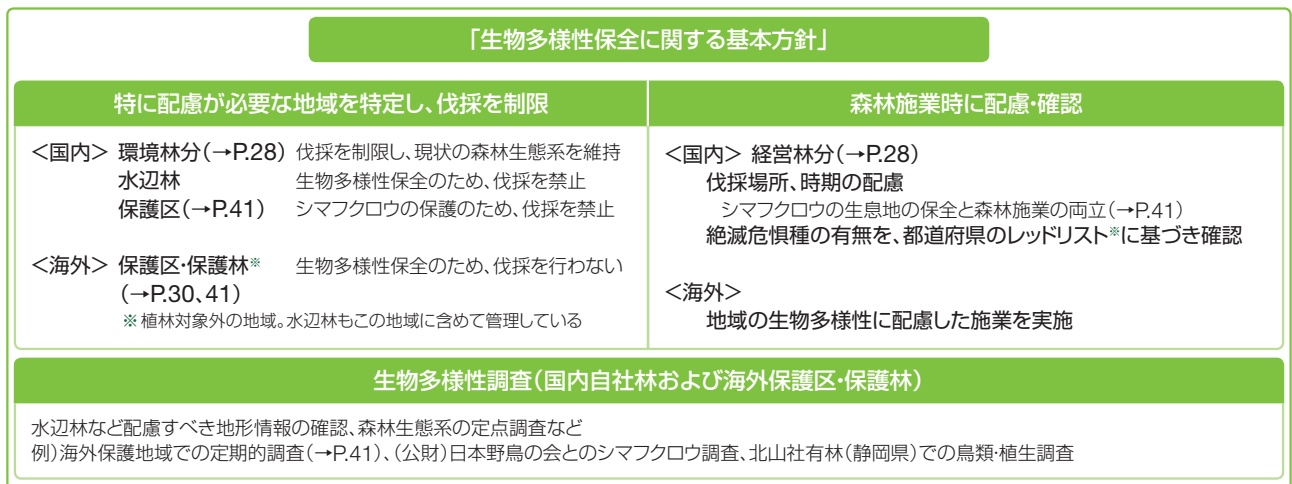 「生物多様性保全に関する基本方針」
特に配慮が必要な地域を特定し、伐採を制限
＜国内＞ 環境林分（→P.28） 伐採を制限し、現状の森林生態系を維持
水辺林 生物多様性保全のため、伐採を禁止
保護区（→P.41） シマフクロウの保護のため、伐採を禁止
＜海外＞ 保護区・保護林※ 生物多様性保全のため、伐採を行わない
（→P.30、41）
※ 植林対象外の地域。水辺林もこの地域に含めて管理している
森林施業時に配慮・確認
＜国内＞ 経営林分（→P.28）
伐採場所、時期の配慮
シマフクロウの生息地の保全と森林施業の両立（→P.41）
絶滅危惧種の有無を、都道府県のレッドリスト※に基づき確認
＜海外＞
地域の生物多様性に配慮した施業を実施
生物多様性調査（国内自社林および海外保護区・保護林）
水辺林など配慮すべき地形情報の確認、森林生態系の定点調査など
例）海外保護地域での定期的調査（→P.41）、（公財）日本野鳥の会とのシマフクロウ調査、北山社有林（静岡県）での鳥類・植生調査